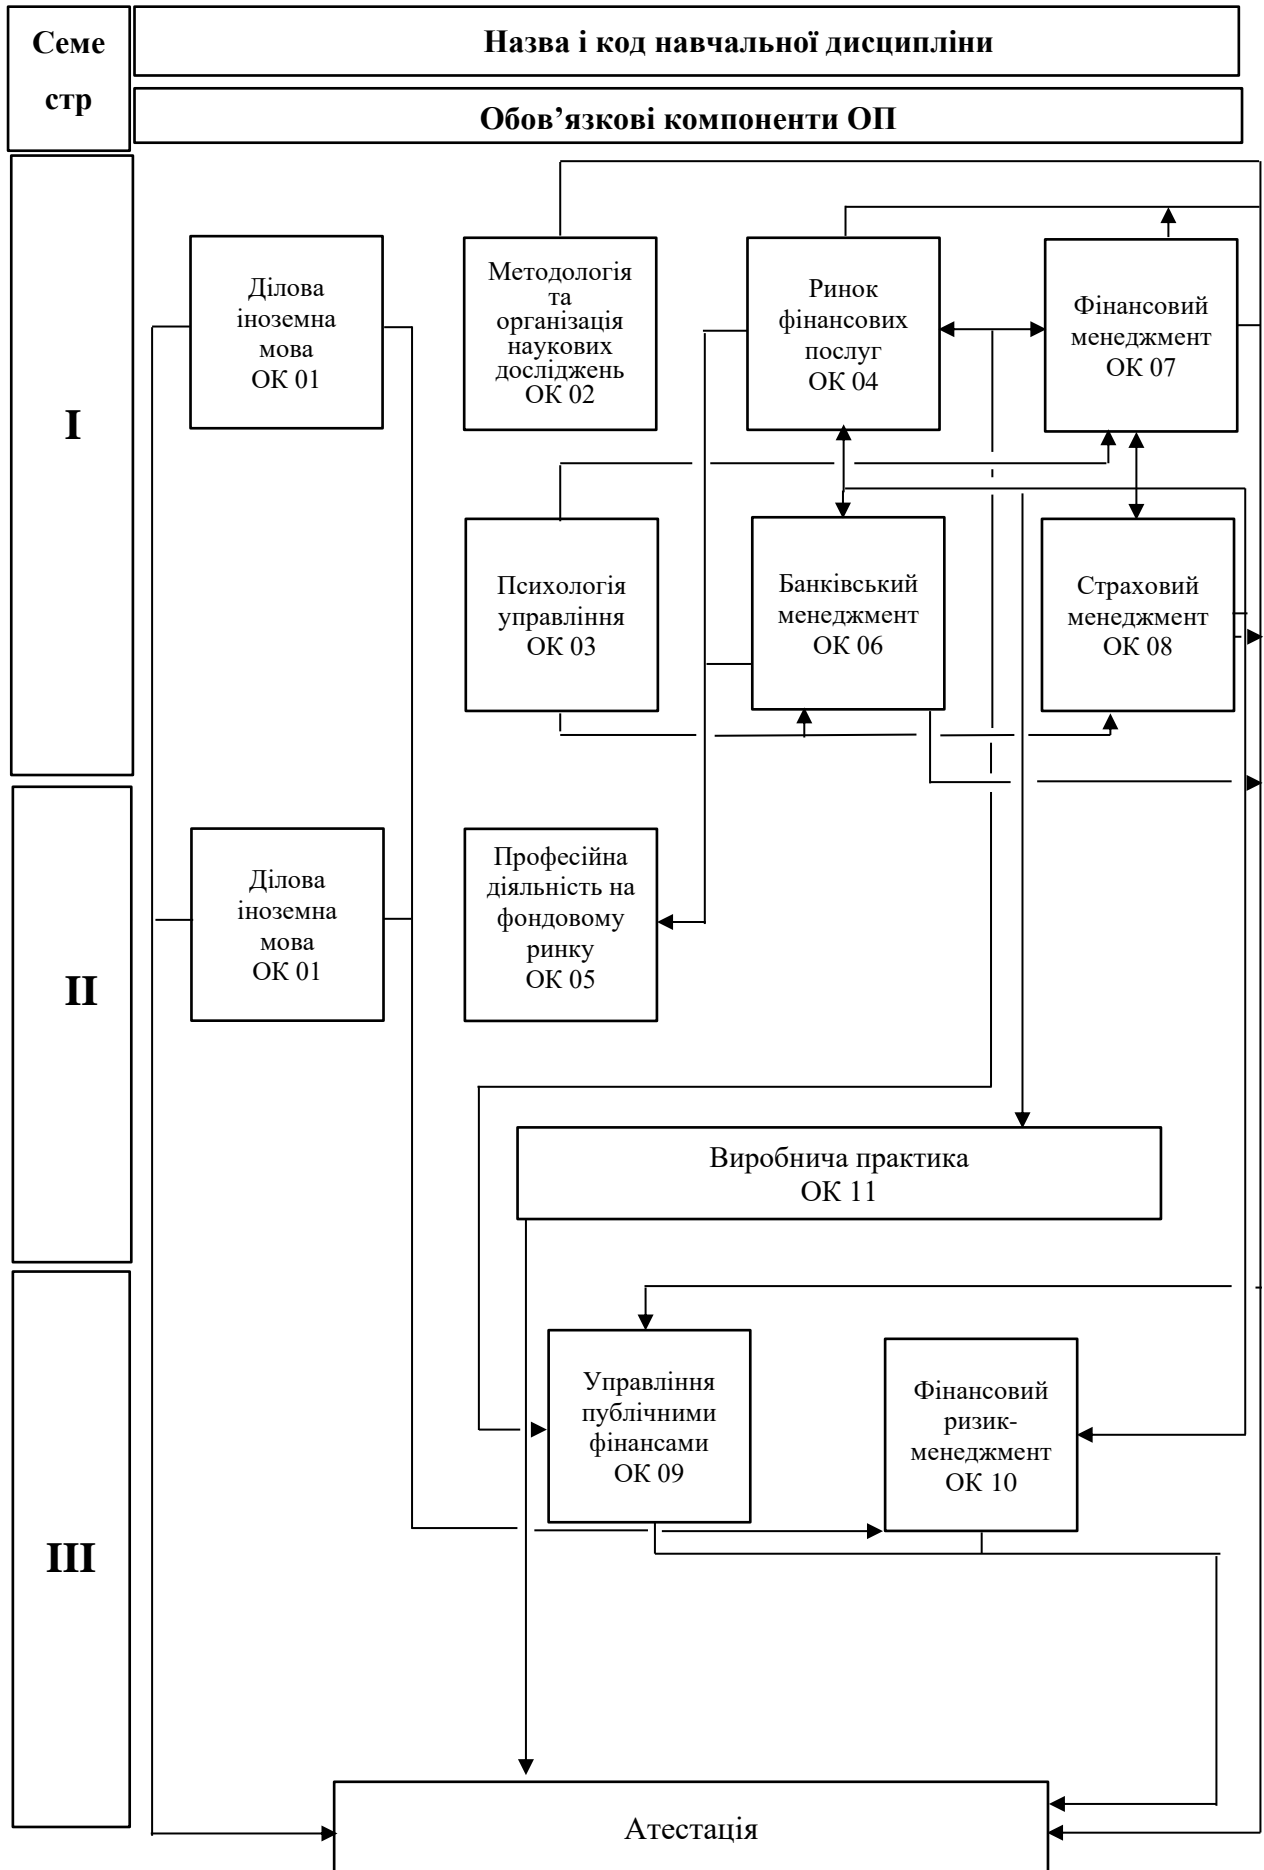 Семе
стр
Назва і код навчальної дисципліни
Обов’язкові компоненти ОП
I
Ділова
іноземна
мова
ОК 01
Методологія
та
організація
наукових
досліджень
ОК 02
Ринок
фінансових
послуг
ОК 04
Фінансовий
менеджмент
ОК 07
Психологія
управління
ОК 03
Банківський
менеджмент
ОК 06
Страховий
менеджмент
ОК 08
II
Ділова
іноземна
мова
ОК 01
Професійна
діяльність на
фондовому
ринку
ОК 05
Виробнича практика
ОК 11
III
Управління
публічними
фінансами
ОК 09
Фінансовий
ризик-
менеджмент
ОК 10
Атестація